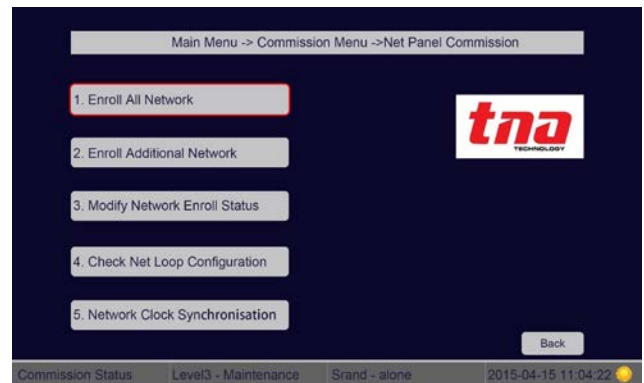 Main Menu -> Commission Menu ->Net Panel Commission
1. Enroll All Network
tna
TECHNOLOGY
2. Enroll Additional Network
3. Modify Network Enroll Status
4. Check Net Loop Configuration
5. Network Clock Synchronisation
Back
Commission Status Level3 - Maintenance Srand - alone 2015-04-15 11:04:22